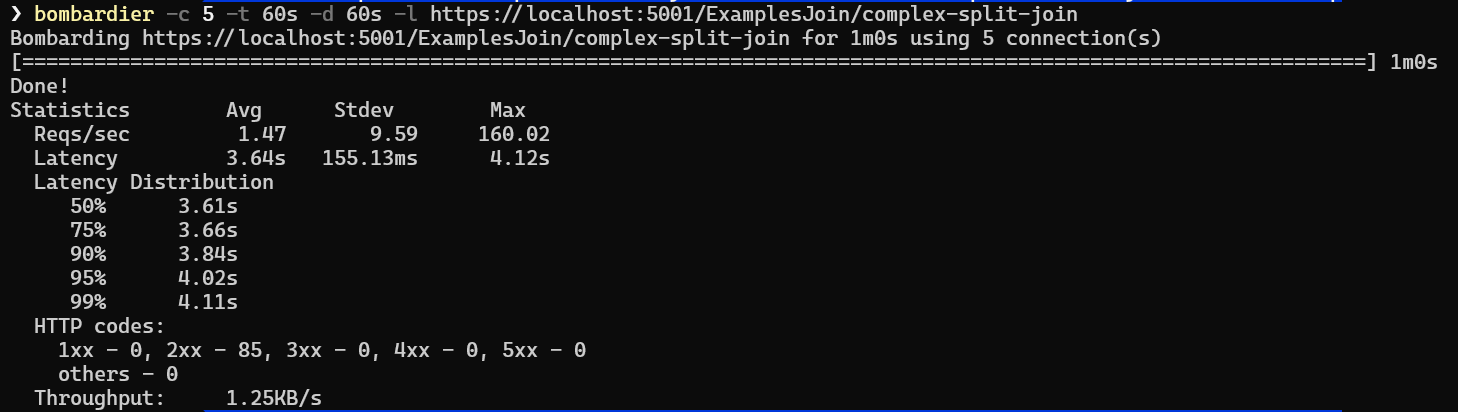 ❯ bombardier -c 5 -t 60s -d 60s -l https://localhost:5001/ExamplesJoin/complex-split-join
Bombarding https://localhost:5001/ExamplesJoin/complex-split-join for 1m0s using 5 connection(s)
[================================================================================================================] 1m0s
Done!
Statistics        Avg      Stdev        Max
  Reqs/sec         1.47       9.59     160.02
  Latency         3.64s   155.13ms      4.12s
  Latency Distribution
     50%      3.61s
     75%      3.66s
     90%      3.84s
     95%      4.02s
     99%      4.11s
  HTTP codes:
    1xx - 0, 2xx - 85, 3xx - 0, 4xx - 0, 5xx - 0
    others - 0
  Throughput:     1.25KB/s